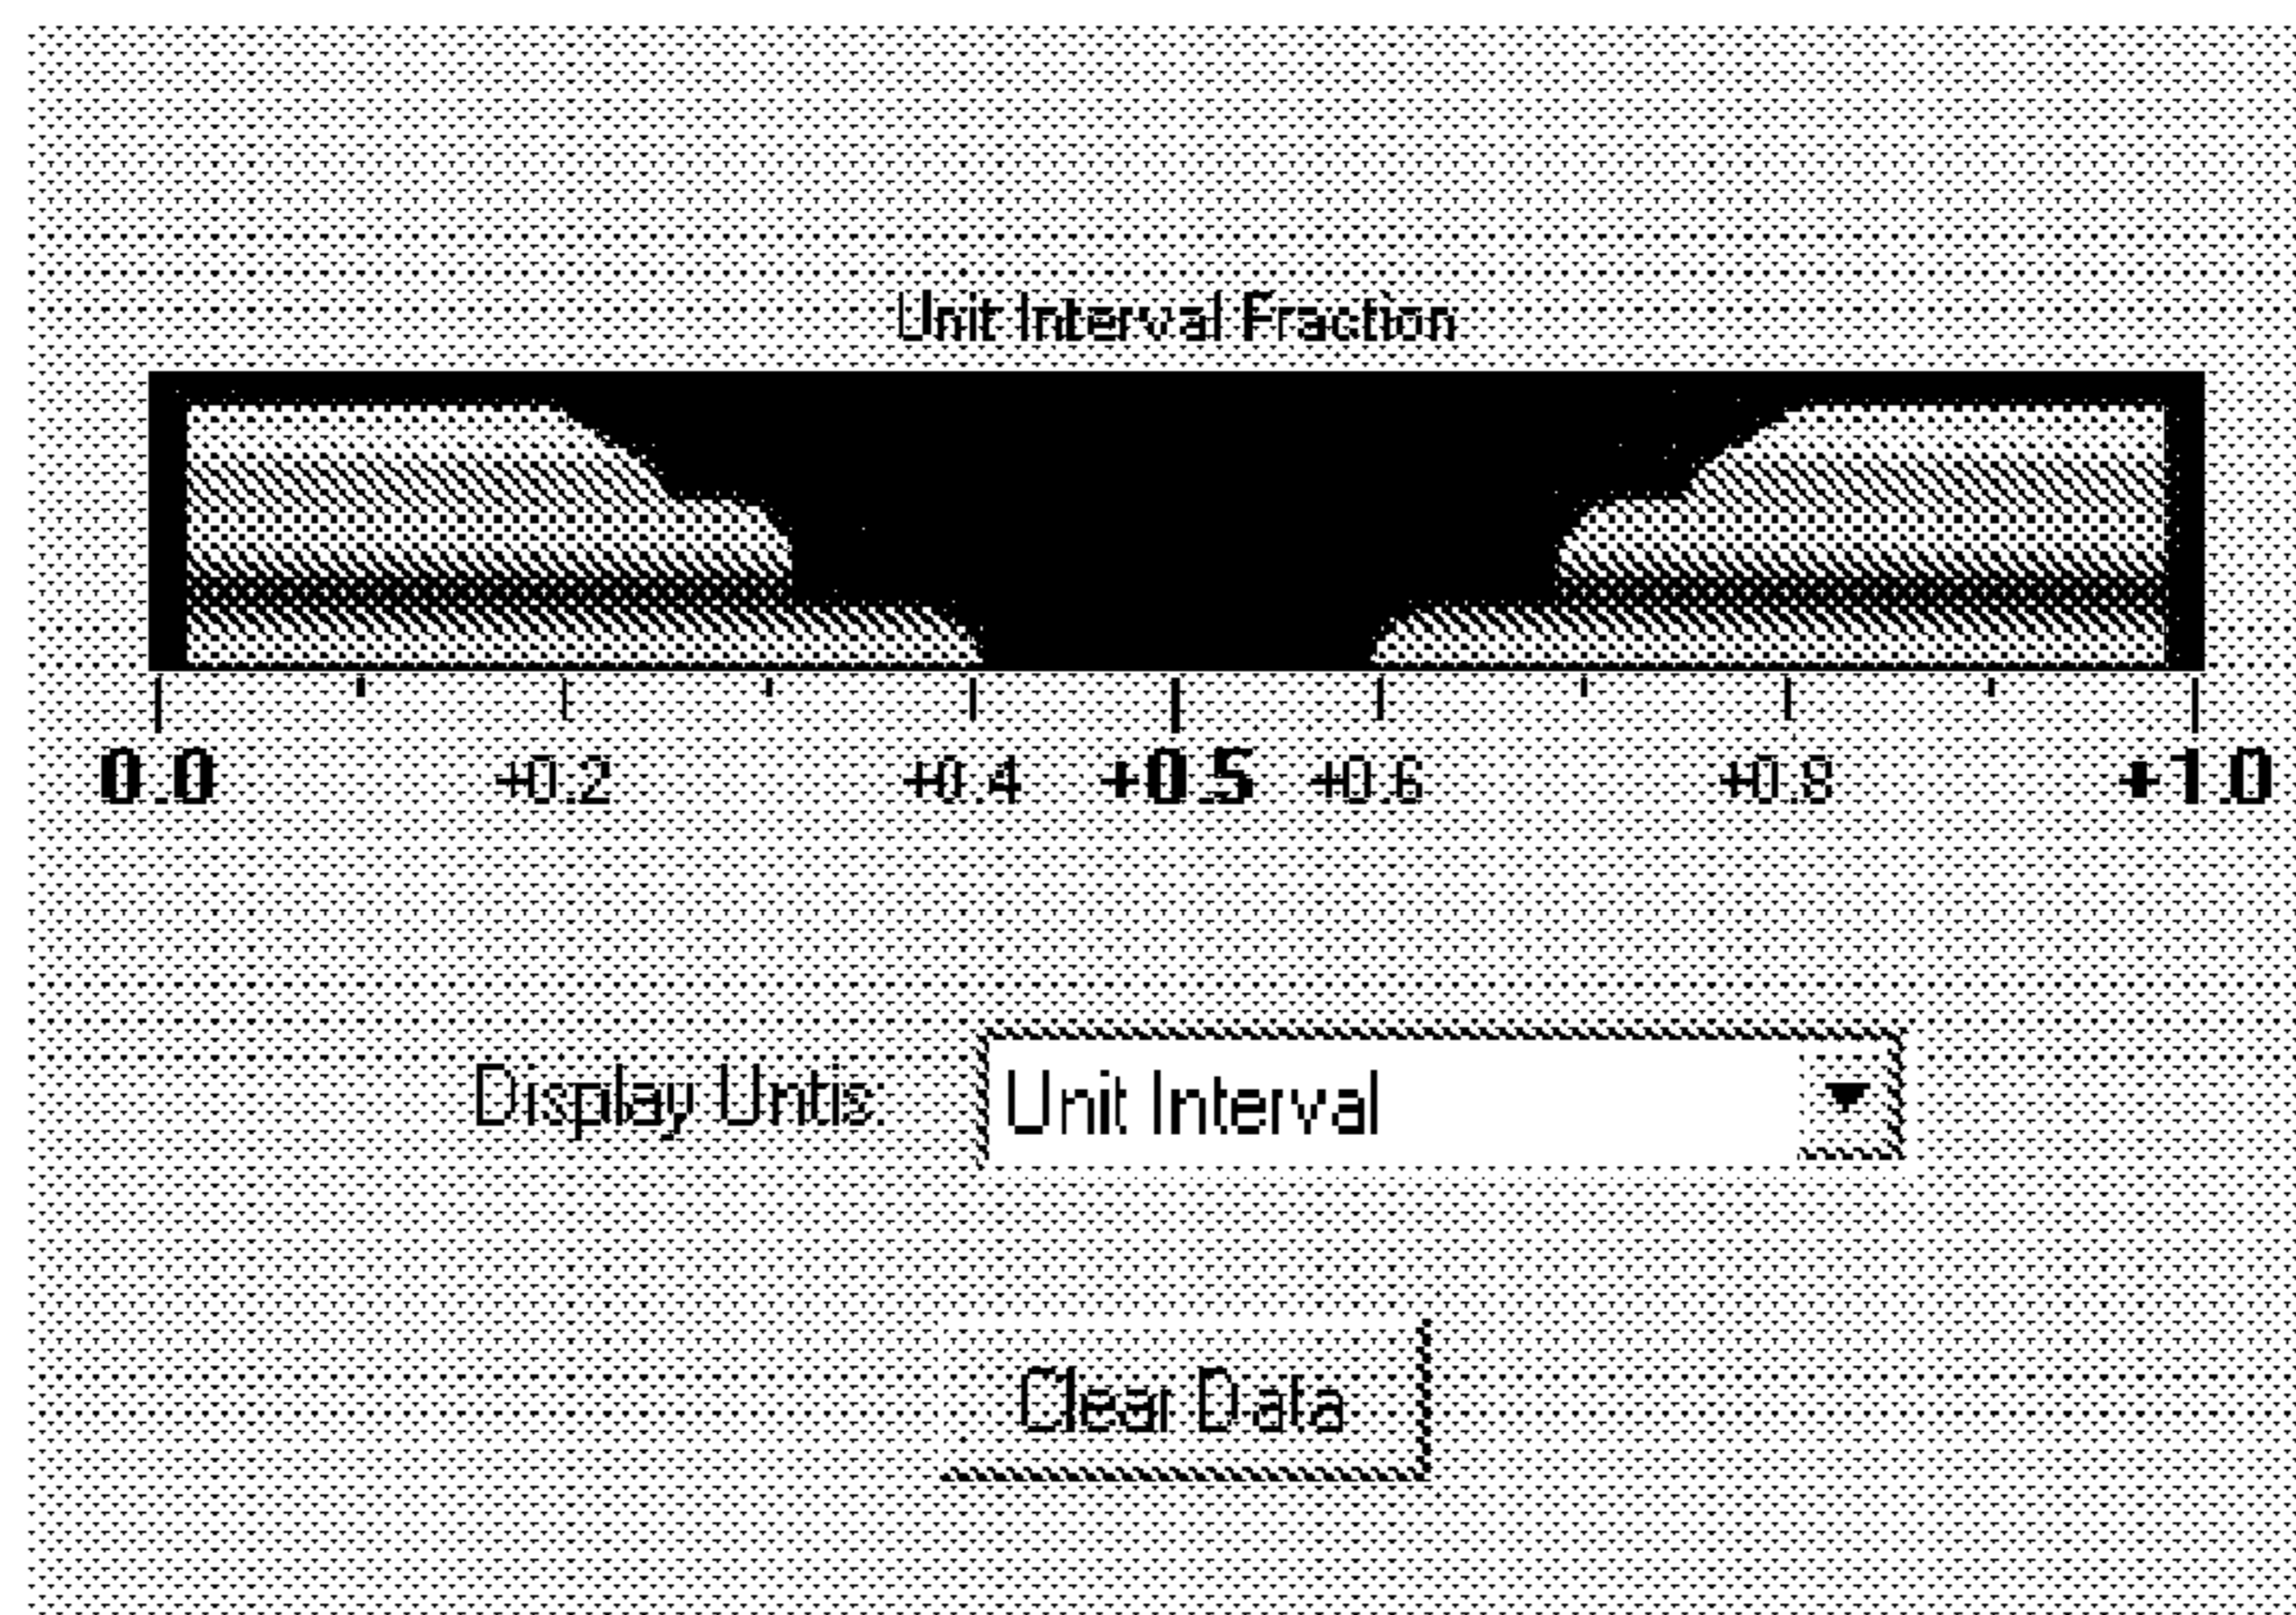 Unit Interval Fraction
0.0 +0.2 +0.4 +0.5 +0.6 +0.8 +1.0
Display Untis: Unit Interval
Clear Data